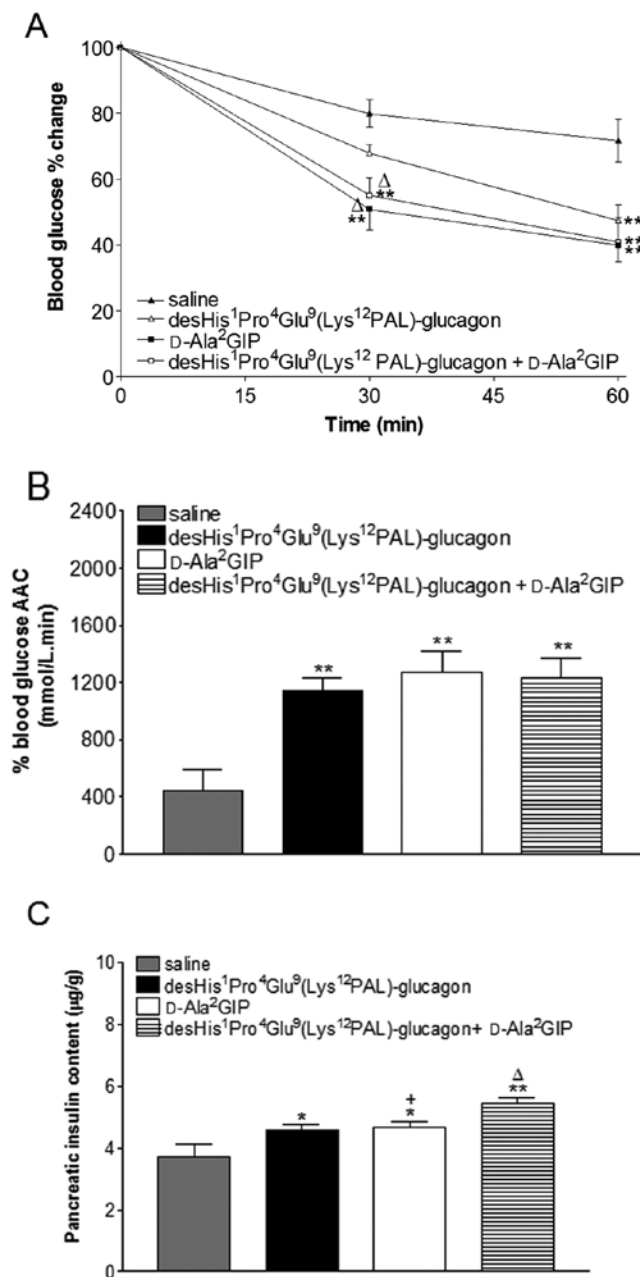 A
Blood glucose % change
100
80
60
40
20
0
Δ
**
Δ
**
**
**
**
saline
desHis¹Pro⁴Glu⁹(Lys¹²PAL)-glucagon
D-Ala²GIP
desHis¹Pro⁴Glu⁹(Lys¹² PAL)-glucagon + D-Ala²GIP
0 30 45 60
Time (min)
B
% blood glucose AAC
(mmol/L.min)
2400
1600
1200
800
400
0
saline
desHis¹Pro⁴Glu⁹(Lys¹²PAL)-glucagon
D-Ala²GIP
desHis¹Pro⁴Glu⁹(Lys¹²PAL)-glucagon + D-Ala²GIP
** ** **
C
Pancreatic insulin content (µg/g)
10
8
6
4
2
0
saline
desHis¹Pro⁴Glu⁹(Lys¹²PAL)-glucagon
D-Ala²GIP
desHis¹Pro⁴Glu⁹(Lys¹²PAL)-glucagon+ D-Ala²GIP
Δ
**
+
*
*